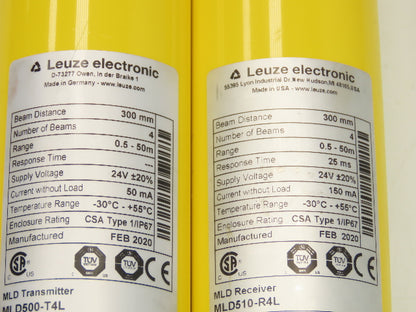 Leuze electronic
D-73277 Owen, In der Braike 1
Made in Germany - www.leuze.com
Beam Distance 300 mm
Number of Beams 4
Range 0.5 - 50m
Response Time ---
Supply Voltage 24V ±20%
Current without Load 50 mA
Temperature Range -30°C - +55°C
Enclosure Rating CSA Type 1/IP67
Manufactured FEB 2020
C US
MLD Transmitter
MLD500-T4L
Leuze electronic
55395 Lyon Industrial Dr, New Hudson, MI 48165, USA
Made in USA - www.leuze.com
Beam Distance 300 mm
Number of Beams 4
Range 0.5 - 50m
Response Time 25 ms
Supply Voltage 24V ±20%
Current without Load 150 mA
Temperature Range -30°C - +55°C
Enclosure Rating CSA Type 1/IP67
Manufactured FEB 2020
C US
MLD Receiver
MLD510-R4L